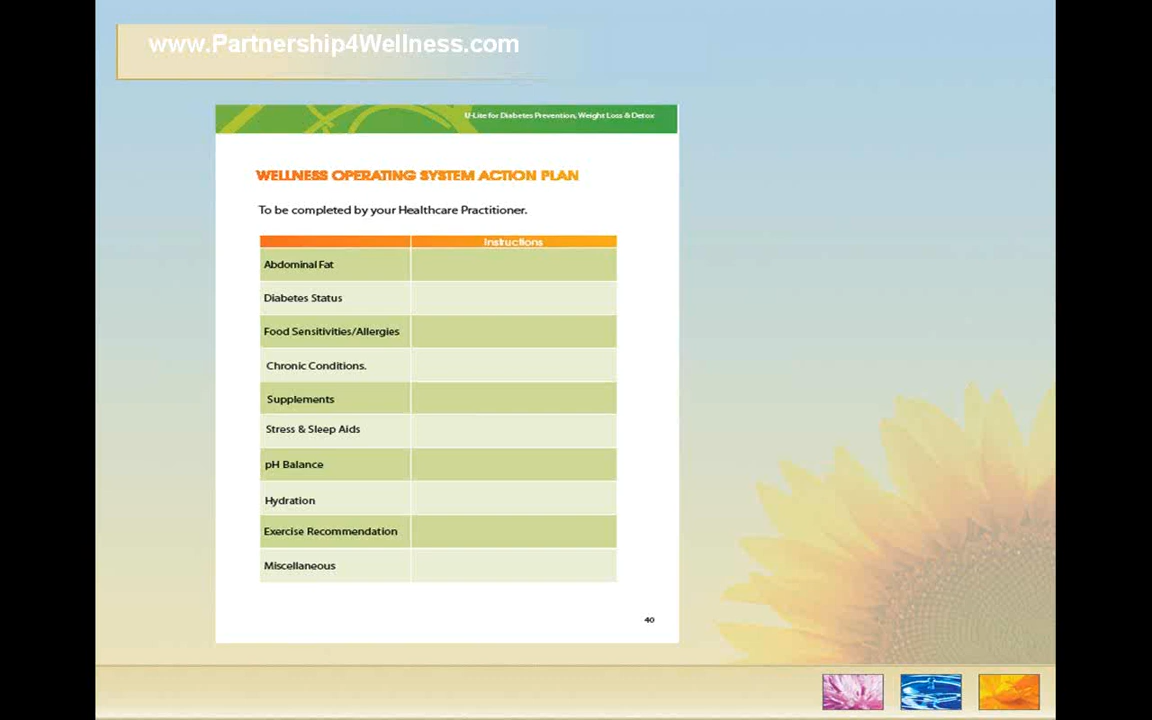 www.Partnership4Wellness.com
U-Lite for Diabetes Prevention, Weight Loss & Detox
WELLNESS OPERATING SYSTEM ACTION PLAN
To be completed by your Healthcare Practitioner.
Instructions
Abdominal Fat
Diabetes Status
Food Sensitivities/Allergies
Chronic Conditions.
Supplements
Stress & Sleep Aids
pH Balance
Hydration
Exercise Recommendation
Miscellaneous
40